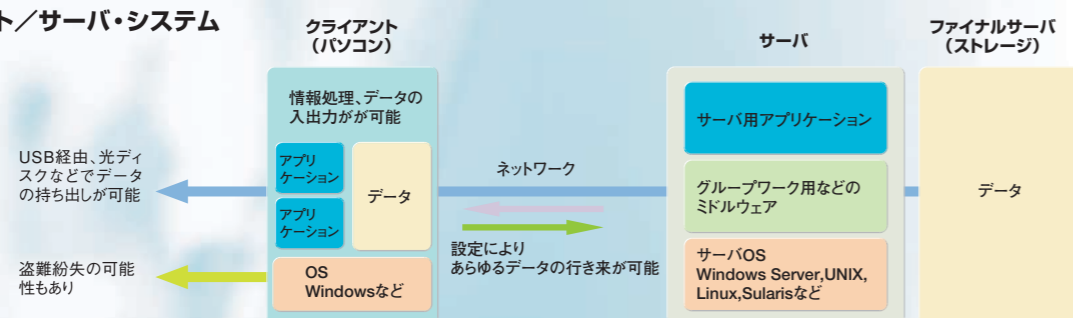 ト／サーバ・システム
クライアント
（パソコン）
サーバ
ファイナルサーバ
（ストレージ）
情報処理、データの
入出力がが可能
アプリ
ケーション
アプリ
ケーション
データ
OS
Windowsなど
USB経由、光ディ
スクなどでデータ
の持ち出しが可能
盗難紛失の可能
性もあり
ネットワーク
設定により
あらゆるデータの行き来が可能
サーバ用アプリケーション
グループワーク用などの
ミドルウェア
サーバOS
Windows Server,UNIX,
Linux,Sularisなど
データ